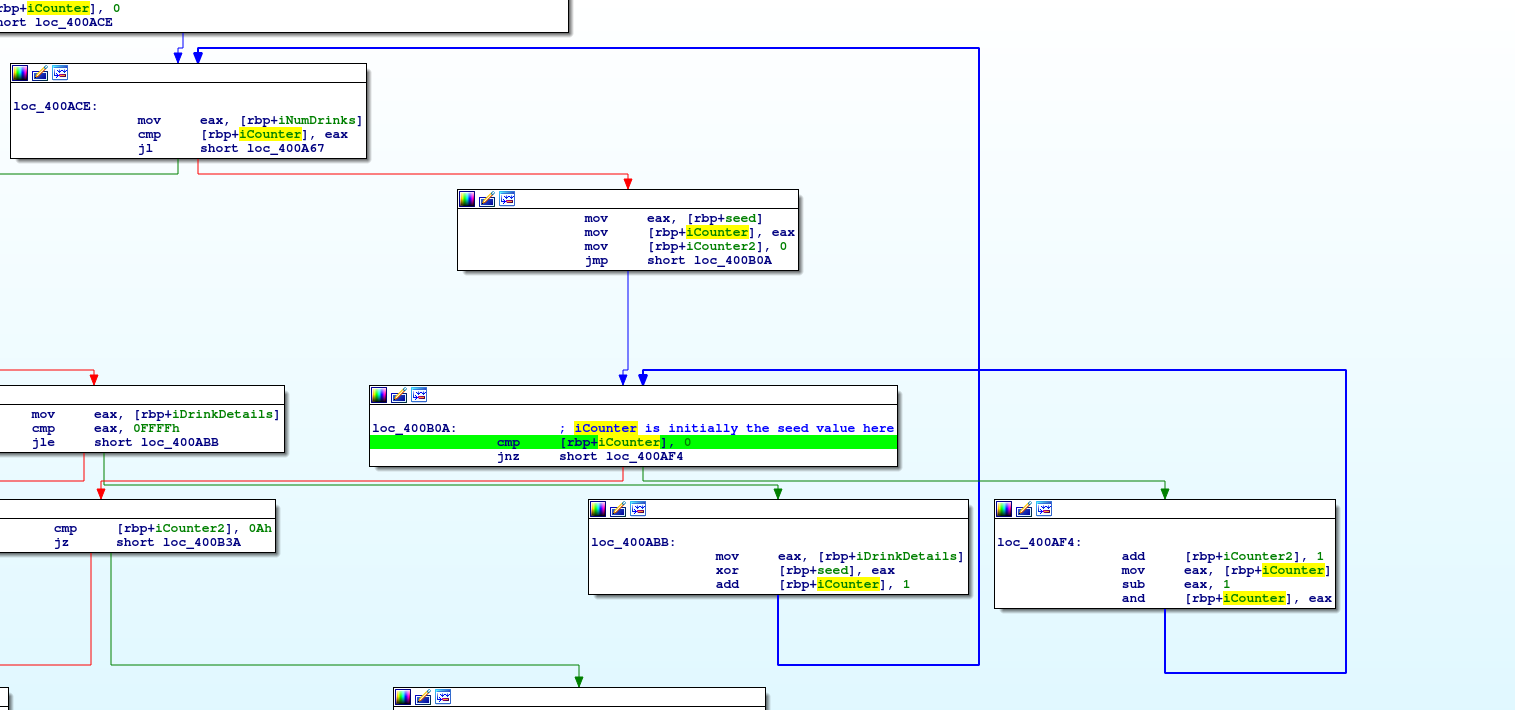 rbp+iCounter], 0
hort loc_400ACE
loc_400ACE:
mov eax, [rbp+iNumDrinks]
cmp [rbp+iCounter], eax
jl short loc_400A67
mov eax, [rbp+seed]
mov [rbp+iCounter], eax
mov [rbp+iCounter2], 0
jmp short loc_400B0A
mov eax, [rbp+iDrinkDetails]
cmp eax, 0FFFFh
jle short loc_400ABB
loc_400B0A: ; iCounter is initially the seed value here
cmp [rbp+iCounter], 0
jnz short loc_400AF4
cmp [rbp+iCounter2], 0Ah
jz short loc_400B3A
loc_400ABB:
mov eax, [rbp+iDrinkDetails]
xor [rbp+seed], eax
add [rbp+iCounter], 1
loc_400AF4:
add [rbp+iCounter2], 1
mov eax, [rbp+iCounter]
sub eax, 1
and [rbp+iCounter], eax